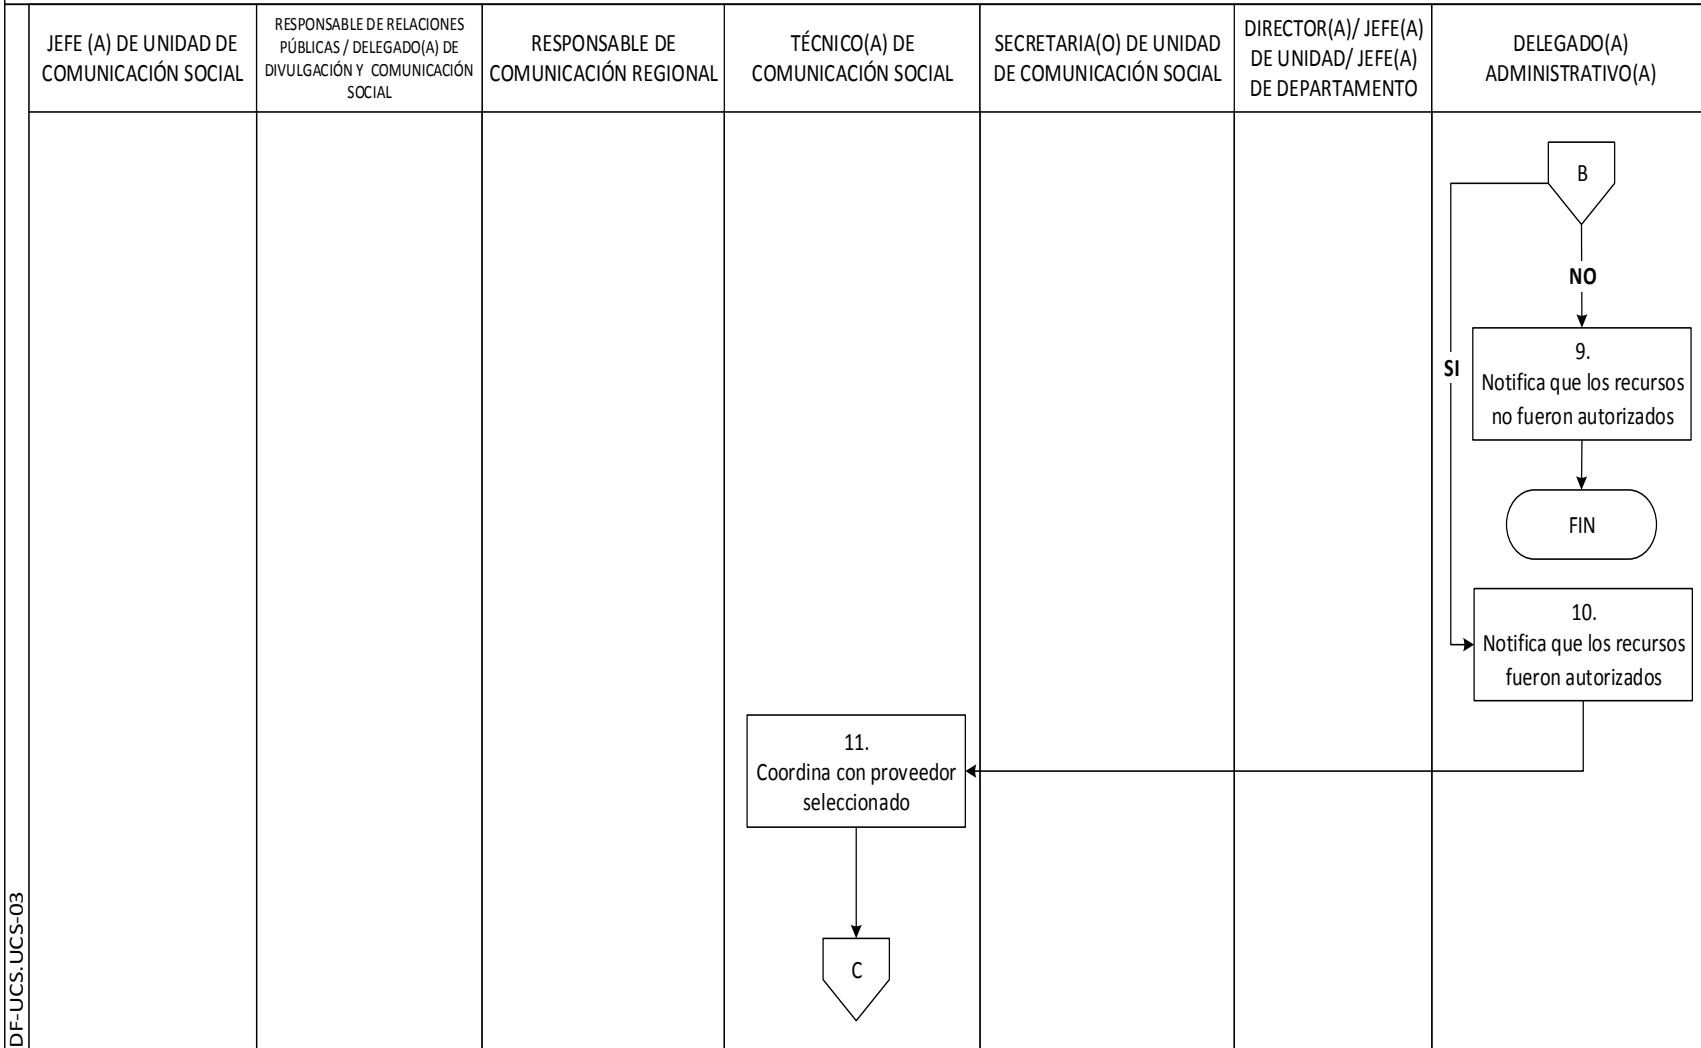 JEFE (A) DE UNIDAD DE
COMUNICACIÓN SOCIAL
RESPONSABLE DE RELACIONES
PÚBLICAS / DELEGADO(A) DE
DIVULGACIÓN Y COMUNICACIÓN
SOCIAL
RESPONSABLE DE
COMUNICACIÓN REGIONAL
TÉCNICO(A) DE
COMUNICACIÓN SOCIAL
SECRETARIA(O) DE UNIDAD
DE COMUNICACIÓN SOCIAL
DIRECTOR(A)/ JEFE(A)
DE UNIDAD/ JEFE(A)
DE DEPARTAMENTO
DELEGADO(A)
ADMINISTRATIVO(A)
B
NO
SI
9.
Notifica que los recursos
no fueron autorizados
FIN
10.
Notifica que los recursos
fueron autorizados
11.
Coordina con proveedor
seleccionado
C
DF-UCS.UCS-03